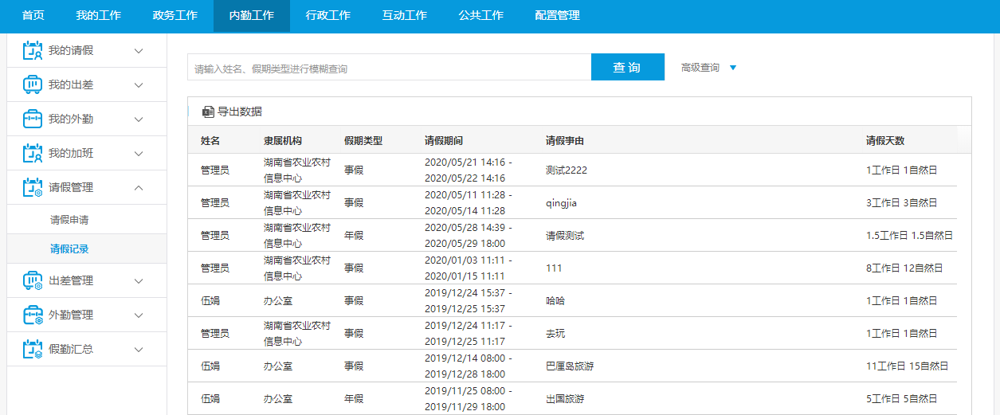 首页 我的工作 政务工作 内勤工作 行政工作 互动工作 公共工作 配置管理
我的请假
我的出差
我的外勤
我的加班
请假管理
请假申请
请假记录
出差管理
外勤管理
假勤汇总
请输入姓名、假期类型进行模糊查询 查询 高级查询
导出数据
姓名 隶属机构 假期类型 请假期间 请假事由 请假天数
管理员 湖南省农业农村信息中心 事假 2020/05/21 14:16 - 2020/05/22 14:16 测试2222 1工作日 1自然日
管理员 湖南省农业农村信息中心 事假 2020/05/11 11:28 - 2020/05/14 11:28 qingjia 3工作日 3自然日
管理员 湖南省农业农村信息中心 年假 2020/05/28 14:39 - 2020/05/29 18:00 请假测试 1.5工作日 1.5自然日
管理员 湖南省农业农村信息中心 事假 2020/01/03 11:11 - 2020/01/15 11:11 111 8工作日 12自然日
伍娟 办公室 事假 2019/12/24 15:37 - 2019/12/25 15:37 哈哈 1工作日 1自然日
管理员 湖南省农业农村信息中心 事假 2019/12/24 11:17 - 2019/12/25 11:17 去玩 1工作日 1自然日
伍娟 办公室 事假 2019/12/14 08:00 - 2019/12/28 18:00 巴厘岛旅游 11工作日 15自然日
伍娟 办公室 年假 2019/11/25 08:00 - 2019/11/29 18:00 出国旅游 5工作日 5自然日